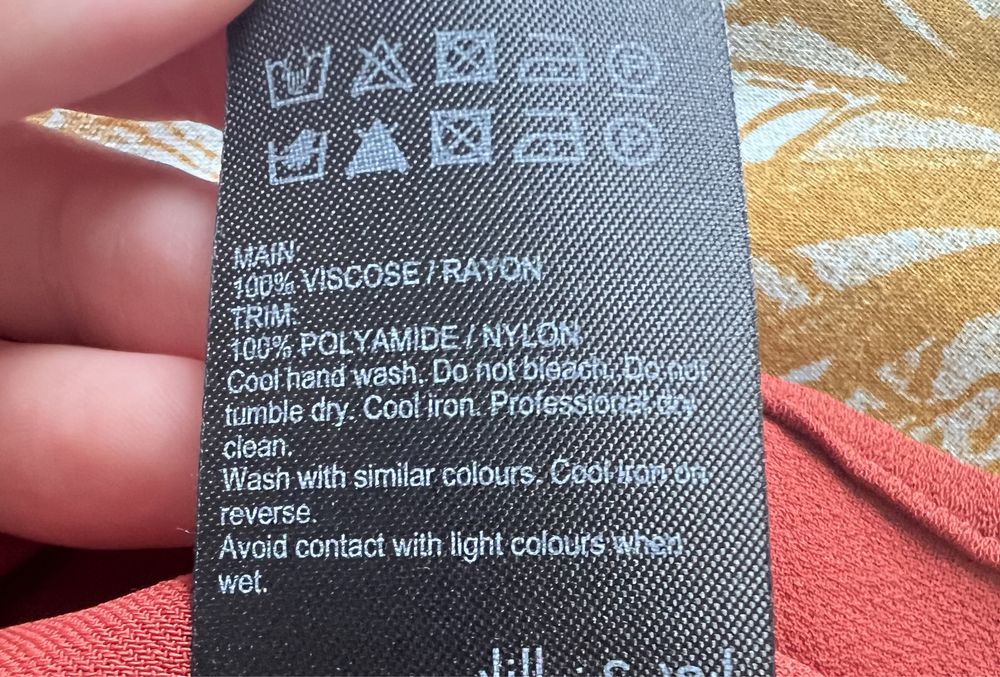 MAIN:
100% VISCOSE / RAYON
TRIM:
100% POLYAMIDE / NYLON
Cool hand wash. Do not bleach. Do not
tumble dry. Cool iron. Professional dry
clean.
Wash with similar colours. Cool iron on
reverse.
Avoid contact with light colours when
wet.